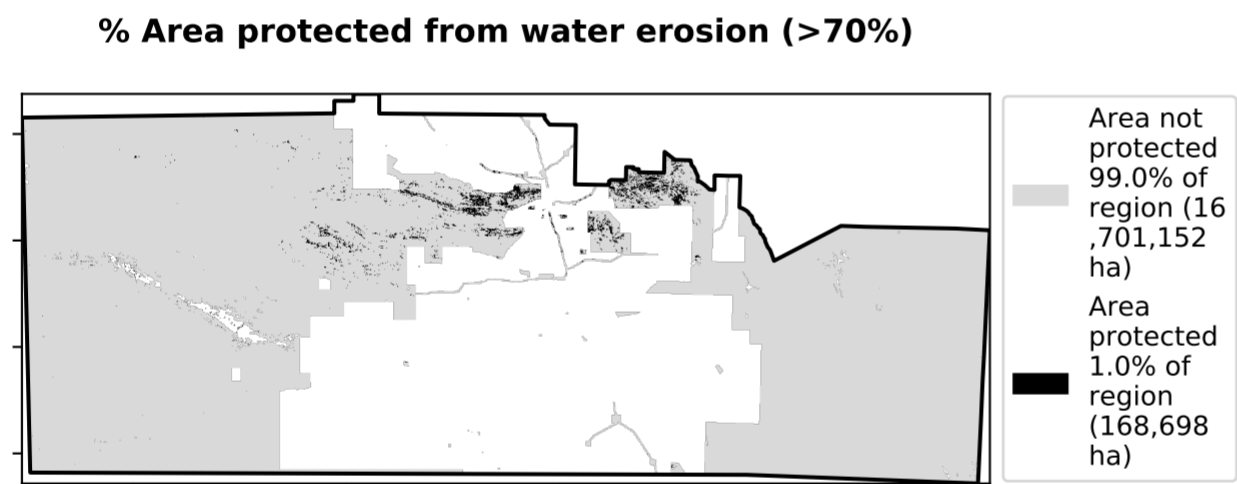 % Area protected from water erosion (>70%)
Area not
protected
99.0% of
region (16
,701,152
ha)
Area
protected
1.0% of
region
(168,698
ha)